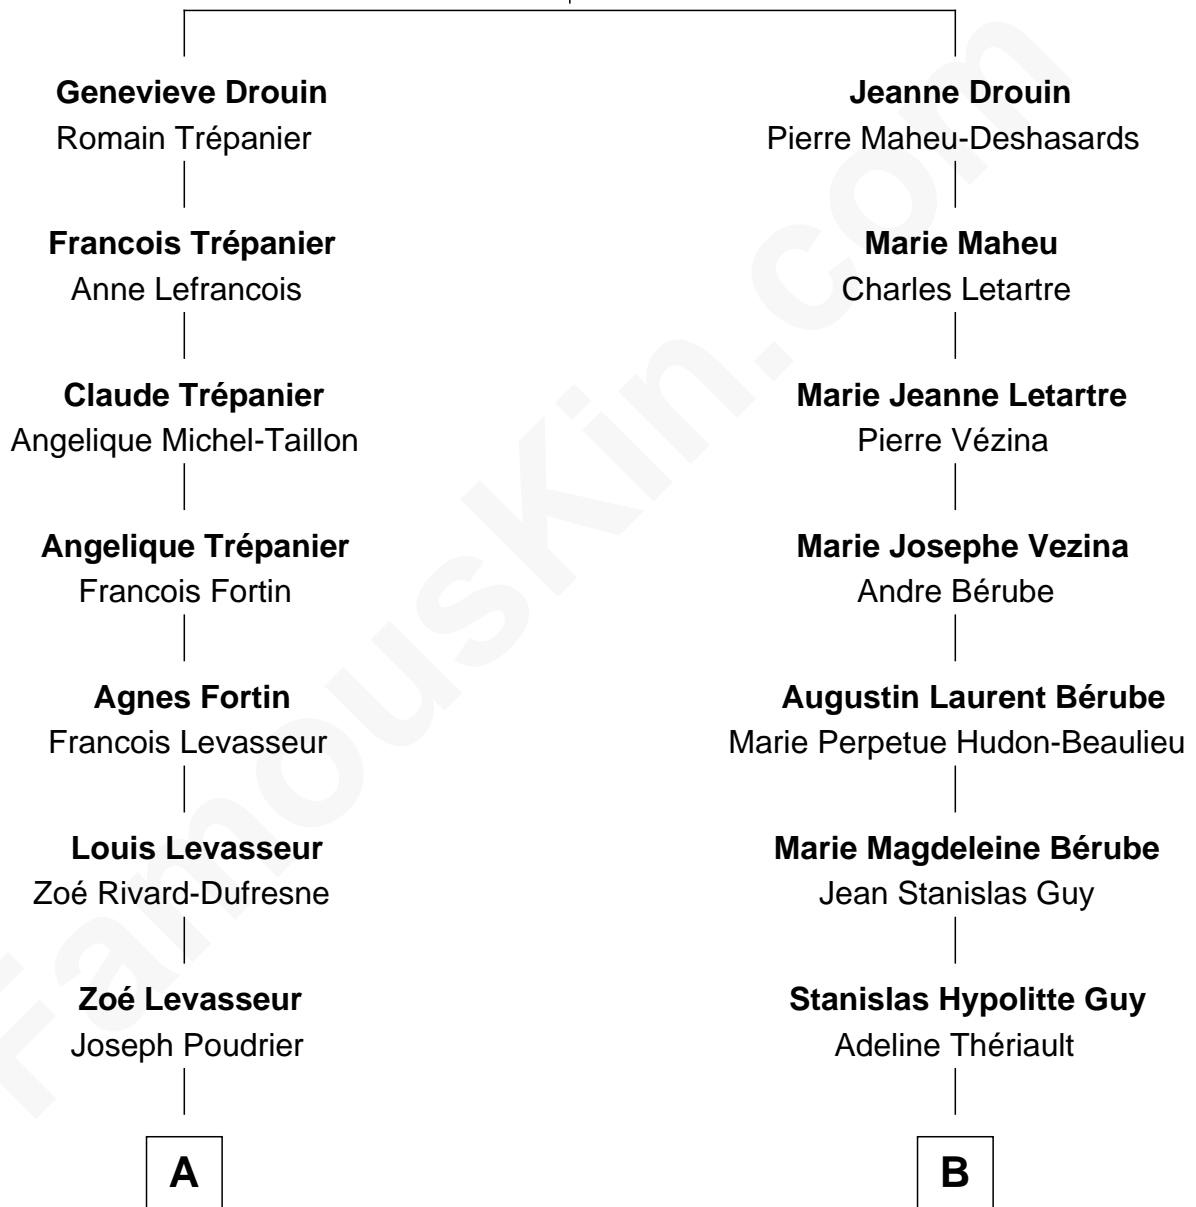 Genevieve Drouin
Romain Trépanier
Francois Trépanier
Anne Lefrancois
Claude Trépanier
Angelique Michel-Taillon
Angelique Trépanier
Francois Fortin
Agnes Fortin
Francois Levasseur
Louis Levasseur
Zoé Rivard-Dufresne
Zoé Levasseur
Joseph Poudrier
A
Jeanne Drouin
Pierre Maheu-Deshasards
Marie Maheu
Charles Letartre
Marie Jeanne Letartre
Pierre Vézina
Marie Josephe Vezina
Andre Bérube
Augustin Laurent Bérube
Marie Perpetue Hudon-Beaulieu
Marie Magdeleine Bérube
Jean Stanislas Guy
Stanislas Hypolitte Guy
Adeline Thériault
B
FamousKin.com